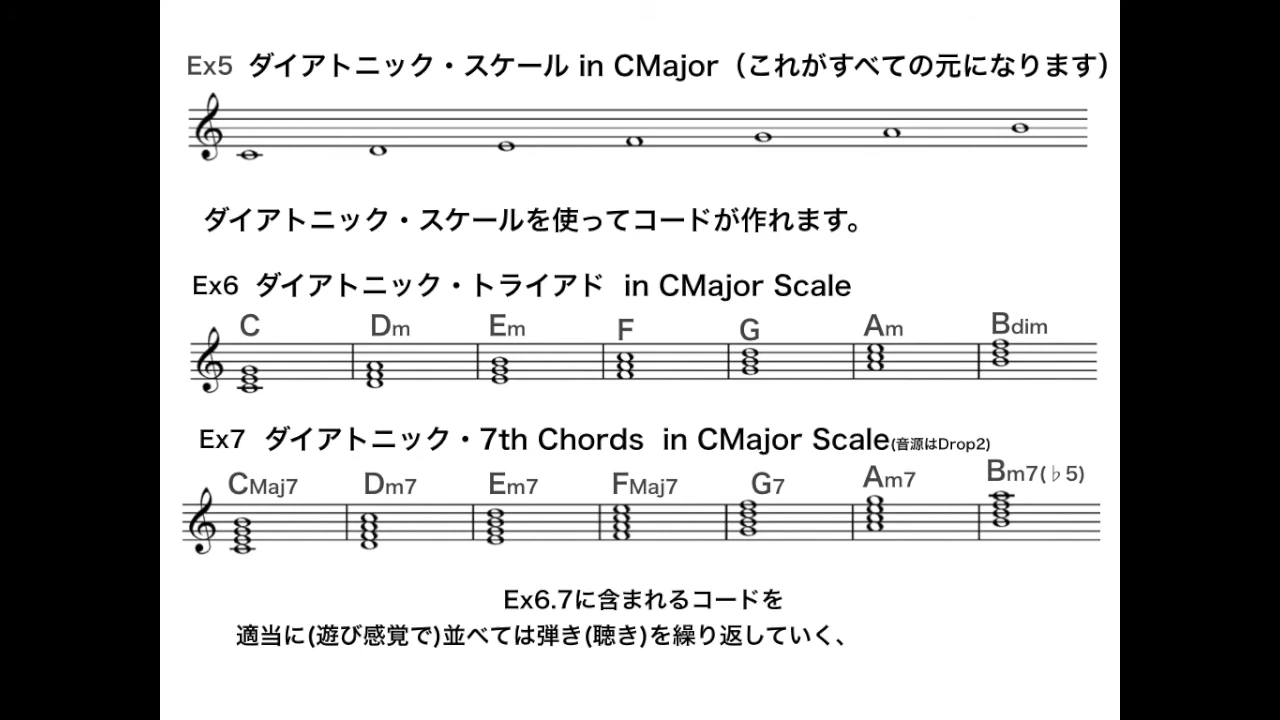 Ex5 ダイアトニック・スケール in CMajor（これがすべての元になります）
ダイアトニック・スケールを使ってコードが作れます。
Ex6 ダイアトニック・トライアド in CMajor Scale
C Dm Em F G Am Bdim
Ex7 ダイアトニック・7th Chords in CMajor Scale(音源はDrop2)
CMaj7 Dm7 Em7 FMaj7 G7 Am7 Bm7(♭5)
Ex6.7に含まれるコードを
適当に(遊び感覚で)並べては弾き(聴き)を繰り返していく、